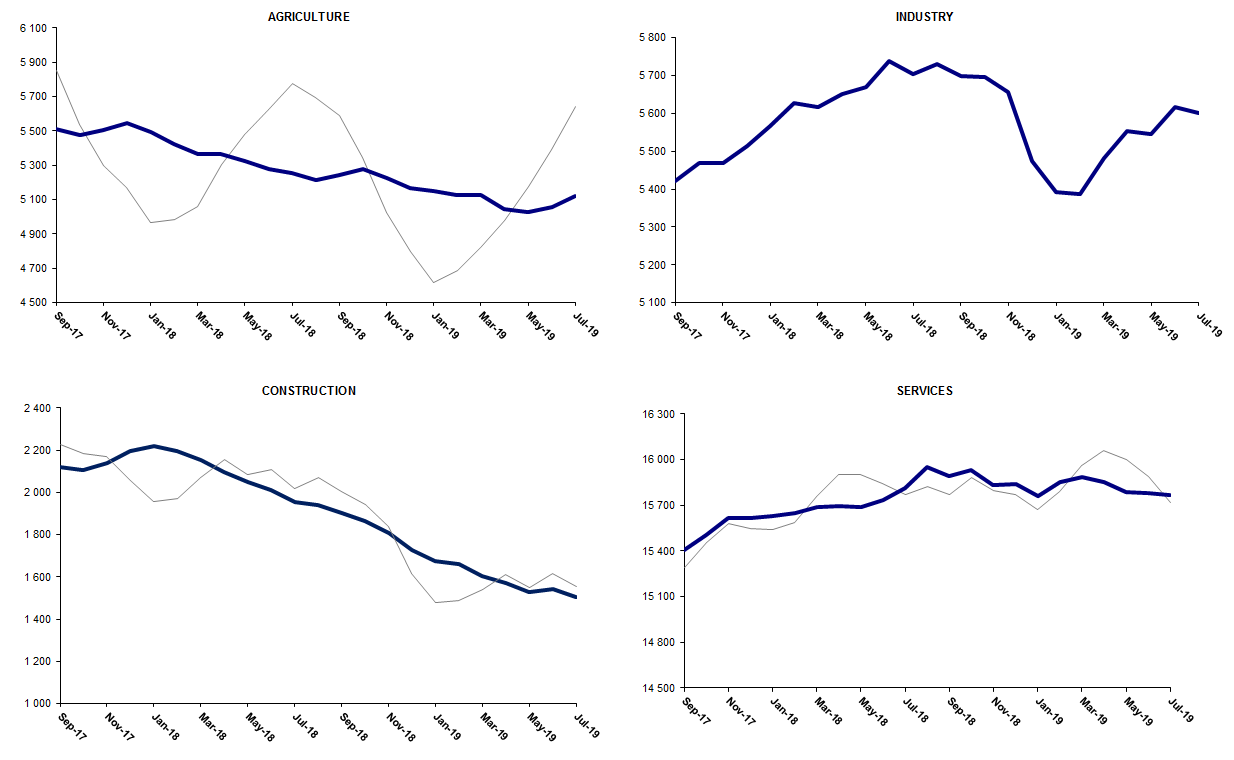 AGRICULTURE
6 100
5 900
5 700
5 500
5 300
5 100
4 900
4 700
4 500
Sep-17
Nov-17
Jan-18
Mar-18
May-18
Jul-18
Sep-18
Nov-18
Jan-19
Mar-19
May-19
Jul-19
INDUSTRY
5 800
5 700
5 600
5 500
5 400
5 300
5 200
5 100
Sep-17
Nov-17
Jan-18
Mar-18
May-18
Jul-18
Sep-18
Nov-18
Jan-19
Mar-19
May-19
Jul-19
CONSTRUCTION
2 400
2 200
2 000
1 800
1 600
1 400
1 200
1 000
Sep-17
Nov-17
Jan-18
Mar-18
May-18
Jul-18
Sep-18
Nov-18
Jan-19
Mar-19
May-19
Jul-19
SERVICES
16 300
16 000
15 700
15 400
15 100
14 800
14 500
Sep-17
Nov-17
Jan-18
Mar-18
May-18
Jul-18
Sep-18
Nov-18
Jan-19
Mar-19
May-19
Jul-19